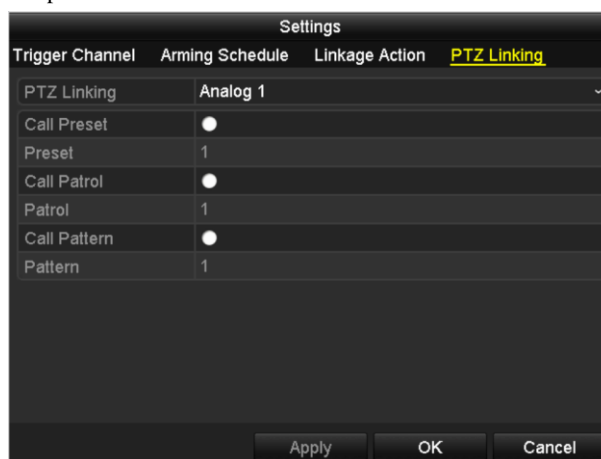 Settings
Trigger Channel Arming Schedule Linkage Action PTZ Linking
PTZ Linking Analog 1
Call Preset
Preset 1
Call Patrol
Patrol 1
Call Pattern
Pattern 1
Apply OK Cancel